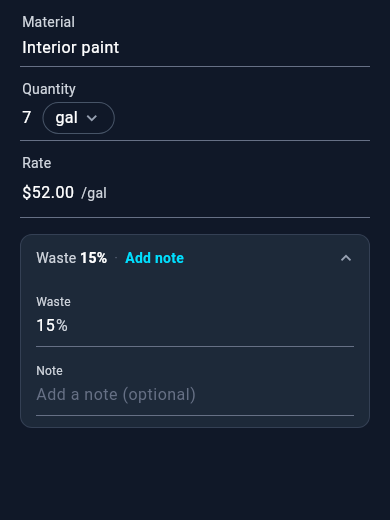 Material
Interior paint
Quantity
7 gal
Rate
$52.00 /gal
Waste 15% · Add note
Waste
15%
Note
Add a note (optional)